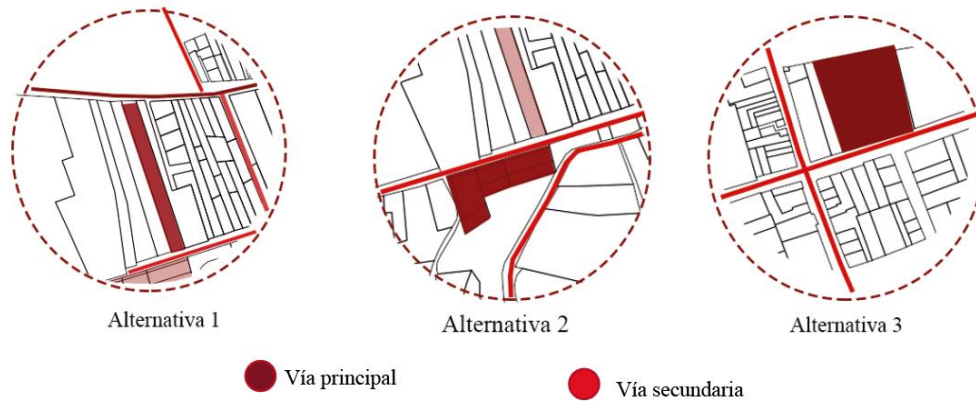 Alternativa 1
Alternativa 2
Alternativa 3
Vía principal
Vía secundaria